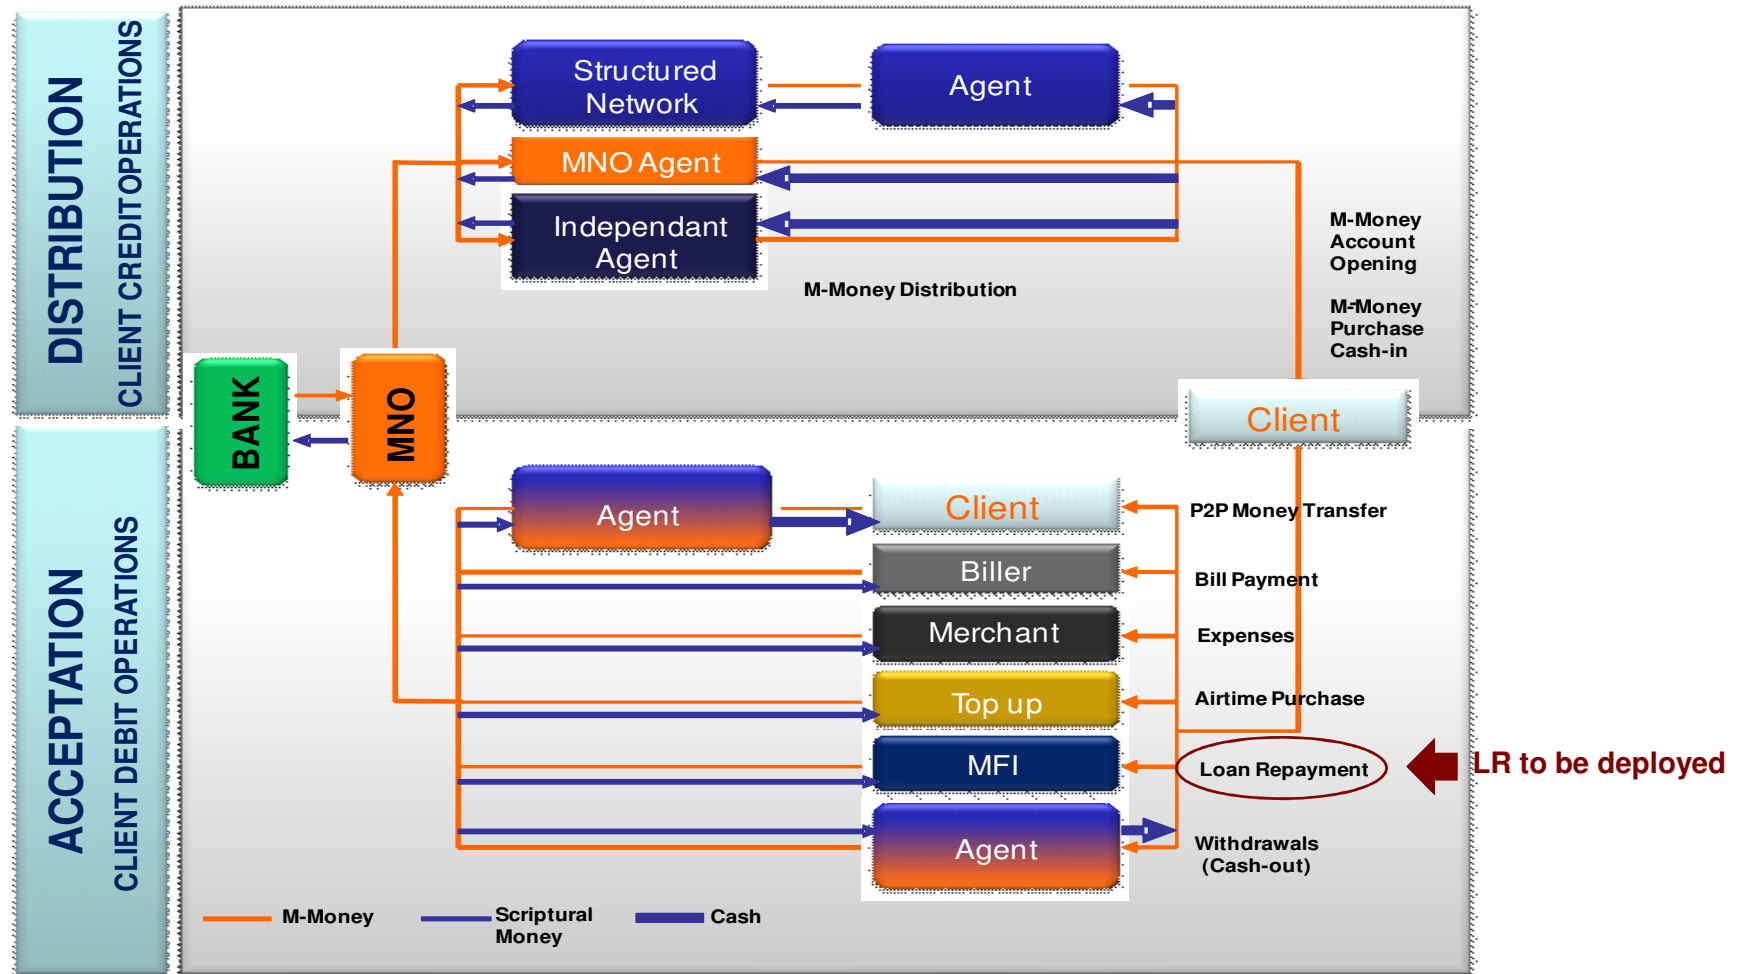 DISTRIBUTION
CLIENT CREDIT OPERATIONS
Structured
Network
Agent
MNO Agent
Independant
Agent
M-Money Distribution
M-Money
Account
Opening
M-Money
Purchase
Cash-in
BANK
MNO
Client
ACCEPTATION
CLIENT DEBIT OPERATIONS
Agent
Client
P2P Money Transfer
Biller
Bill Payment
Merchant
Expenses
Top up
Airtime Purchase
MFI
Loan Repayment
LR to be deployed
Agent
Withdrawals
(Cash-out)
M-Money
Scriptural
Money
Cash